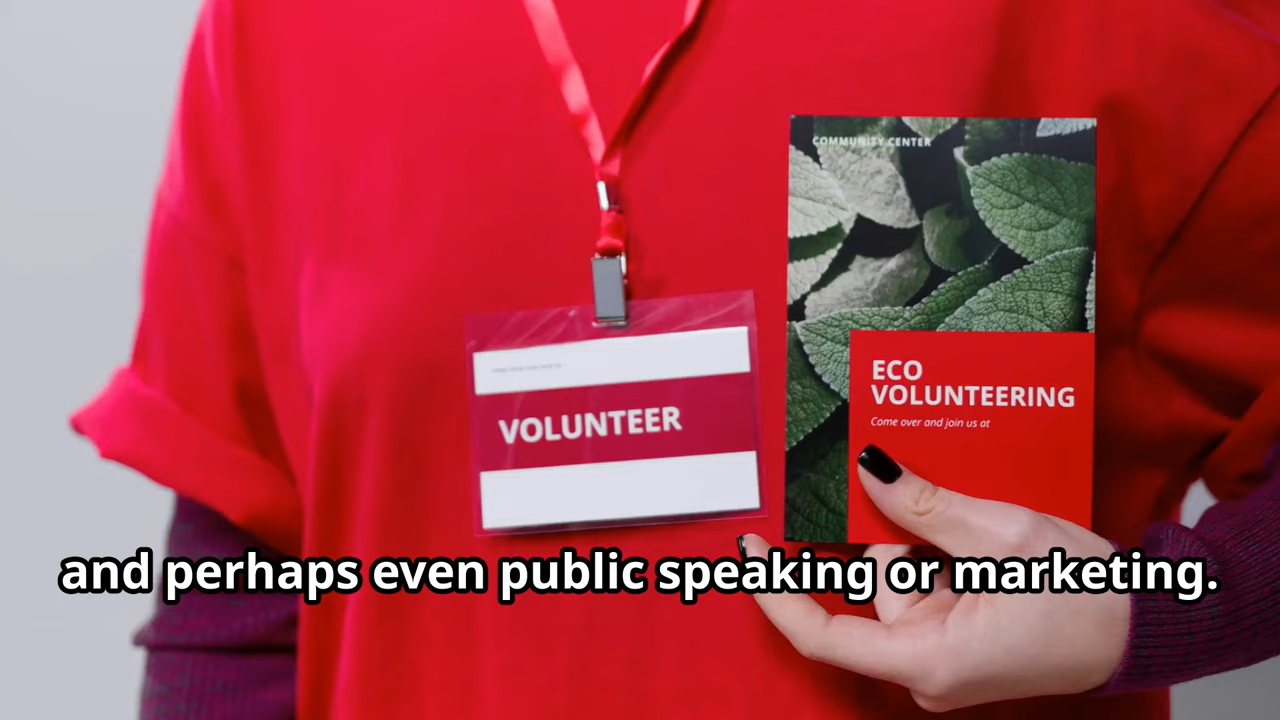 COMMUNITY CENTER
VOLUNTEER
ECO
VOLUNTEERING
Come over and join us at
and perhaps even public speaking or marketing.